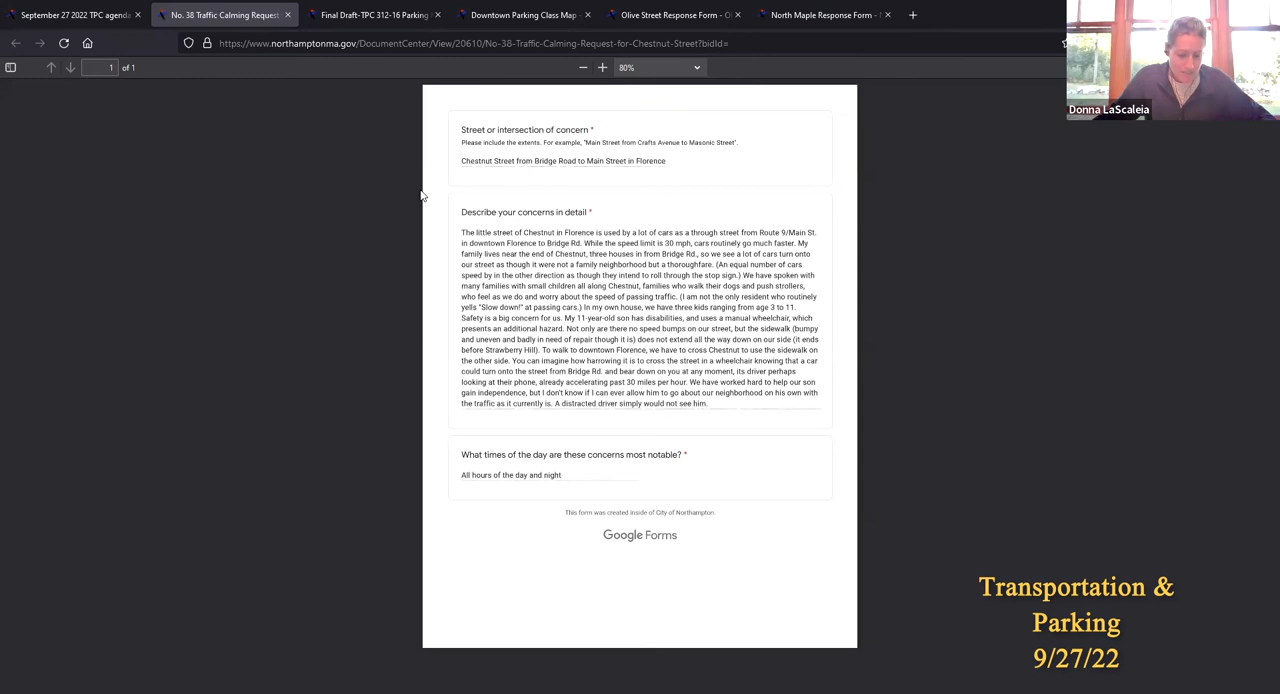 September 27 2022 TPC agenda
No. 38 Traffic Calming Request
Final Draft-TPC 312-16 Parking
Downtown Parking Class Map
Olive Street Response Form -
North Maple Response Form -
https://www.northamptonma.gov/DocumentCenter/View/20610/No-38-Traffic-Calming-Request-for-Chestnut-Street?bidId=
1 of 1
80%
Donna LaScaleia
Street or intersection of concern *
Please include the extents. For example, "Main Street from Crafts Avenue to Masonic Street".
Chestnut Street from Bridge Road to Main Street in Florence
Describe your concerns in detail *
The little street of Chestnut in Florence is used by a lot of cars as a through street from Route 9/Main St.
in downtown Florence to Bridge Rd. While the speed limit is 30 mph, cars routinely go much faster. My
family lives near the end of Chestnut, three houses in from Bridge Rd., so we see a lot of cars turn onto
our street as though it were not a family neighborhood but a thoroughfare. (An equal number of cars
speed by in the other direction as though they intend to roll through the stop sign.) We have spoken with
many families with small children all along Chestnut, families who walk their dogs and push strollers,
who feel as we do and worry about the speed of passing traffic. (I am not the only resident who routinely
yells "Slow down!" at passing cars.) In my own house, we have three kids ranging from age 3 to 11.
Safety is a big concern for us. My 11-year-old son has disabilities, and uses a manual wheelchair, which
presents an additional hazard. Not only are there no speed bumps on our street, but the sidewalk (bumpy
and uneven and badly in need of repair though it is) does not extend all the way down on our side (it ends
before Strawberry Hill). To walk to downtown Florence, we have to cross Chestnut to use the sidewalk on
the other side. You can imagine how harrowing it is to cross the street in a wheelchair knowing that a car
could turn onto the street from Bridge Rd. and bear down on you at any moment, its driver perhaps
looking at their phone, already accelerating past 30 miles per hour. We have worked hard to help our son
gain independence, but I don't know if I can ever allow him to go about our neighborhood on his own with
the traffic as it currently is. A distracted driver simply would not see him.
What times of the day are these concerns most notable? *
All hours of the day and night
This form was created inside of City of Northampton.
Google Forms
Transportation &
Parking
9/27/22